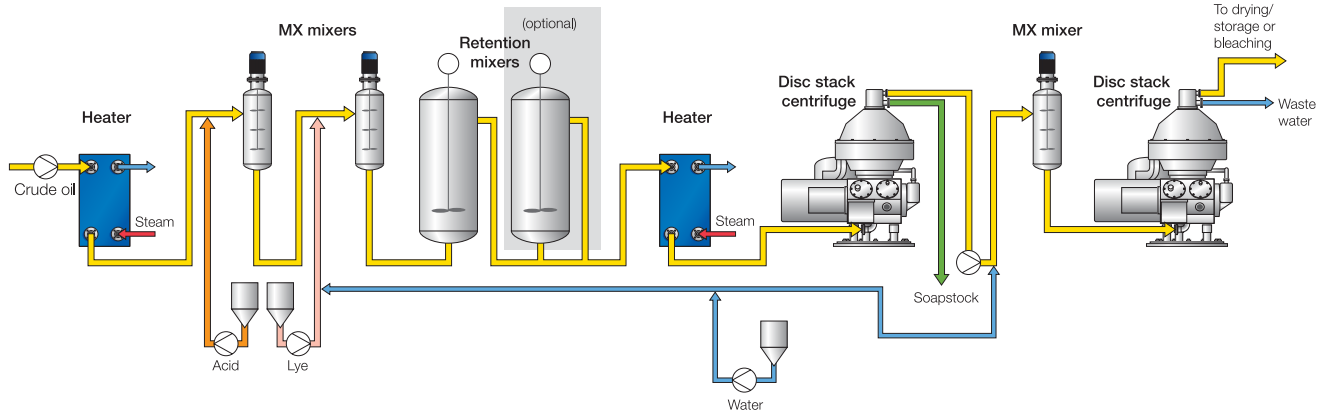 MX mixers
(optional)
Retention
mixers
MX mixer
To drying/
storage or
bleaching
Disc stack
centrifuge
Disc stack
centrifuge
Heater
Heater
Waste
water
Crude oil
Steam
Steam
Soapstock
Acid
Lye
Water